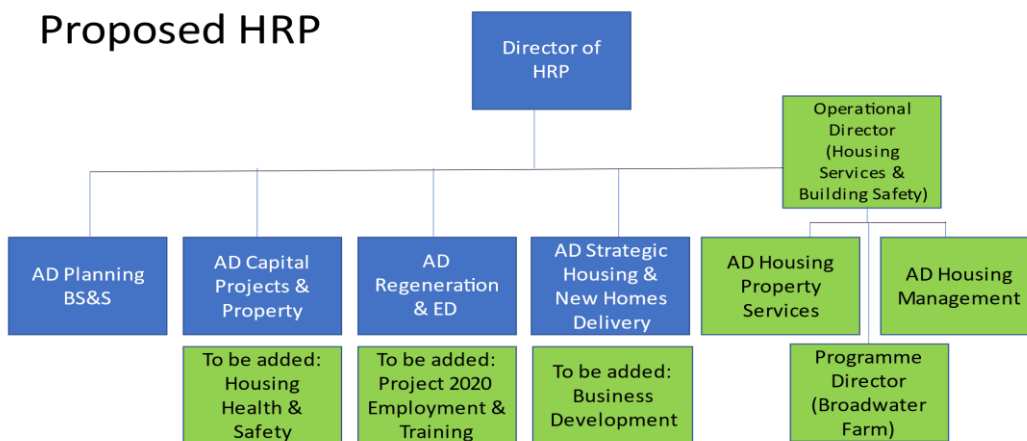 Proposed HRP
Director of
HRP
Operational
Director
(Housing
Services &
Building Safety)
AD Planning
BS&S
AD Capital
Projects &
Property
AD
Regeneration
& ED
AD Strategic
Housing &
New Homes
Delivery
AD Housing
Property
Services
AD Housing
Management
To be added:
Housing
Health &
Safety
To be added:
Project 2020
Employment &
Training
To be added:
Business
Development
Programme
Director
(Broadwater
Farm)